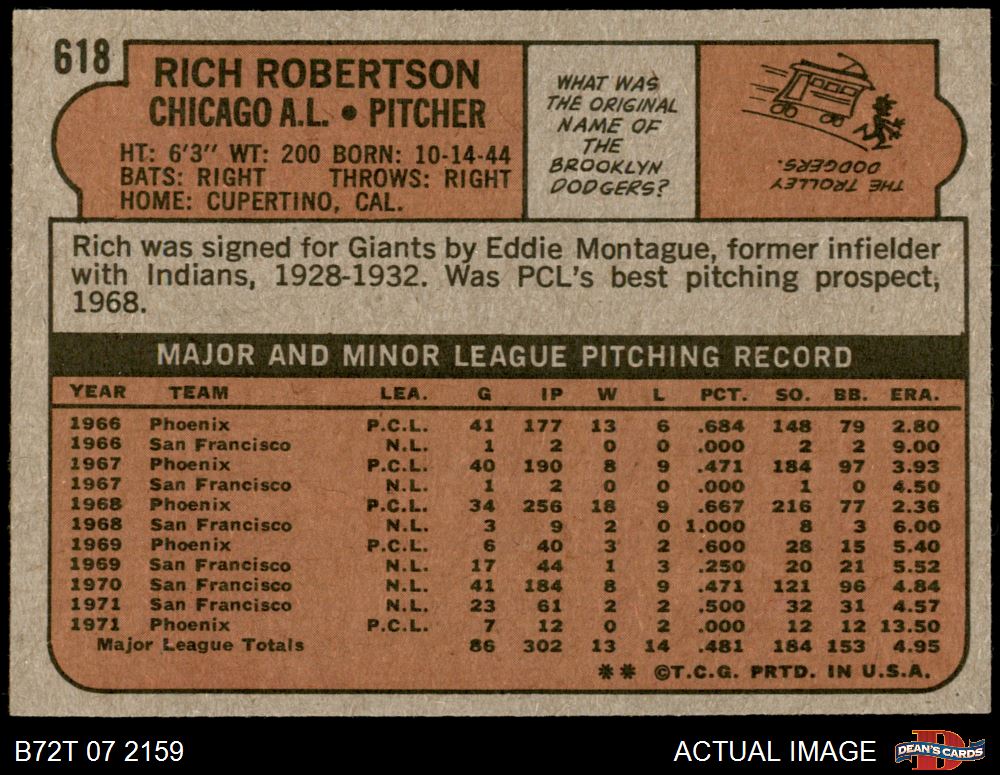 618
RICH ROBERTSON
CHICAGO A.L. • PITCHER
HT: 6'3" WT: 200 BORN: 10-14-44
BATS: RIGHT THROWS: RIGHT
HOME: CUPERTINO, CAL.
WHAT WAS
THE ORIGINAL
NAME OF
THE
BROOKLYN
DODGERS?
THE TROLLEY
DODGERS.
Rich was signed for Giants by Eddie Montague, former infielder
with Indians, 1928-1932. Was PCL's best pitching prospect,
1968.
MAJOR AND MINOR LEAGUE PITCHING RECORD
YEAR TEAM LEA. G IP W L PCT. SO. BB. ERA.
1966 Phoenix P.C.L. 41 177 13 6 .684 148 79 2.80
1966 San Francisco N.L. 1 2 0 0 .000 2 2 9.00
1967 Phoenix P.C.L. 40 190 8 9 .471 184 97 3.93
1967 San Francisco N.L. 1 2 0 0 .000 1 0 4.50
1968 Phoenix P.C.L. 34 256 18 9 .667 216 77 2.36
1968 San Francisco N.L. 3 9 2 0 1.000 8 3 6.00
1969 Phoenix P.C.L. 6 40 3 2 .600 28 15 5.40
1969 San Francisco N.L. 17 44 1 3 .250 20 21 5.52
1970 San Francisco N.L. 41 184 8 9 .471 121 96 4.84
1971 San Francisco N.L. 23 61 2 2 .500 32 31 4.57
1971 Phoenix P.C.L. 7 12 0 2 .000 12 12 13.50
Major League Totals 86 302 13 14 .481 184 153 4.95
** ©T.C.G. PRTD. IN U.S.A.
B72T 07 2159 ACTUAL IMAGE DEAN'S CARDS